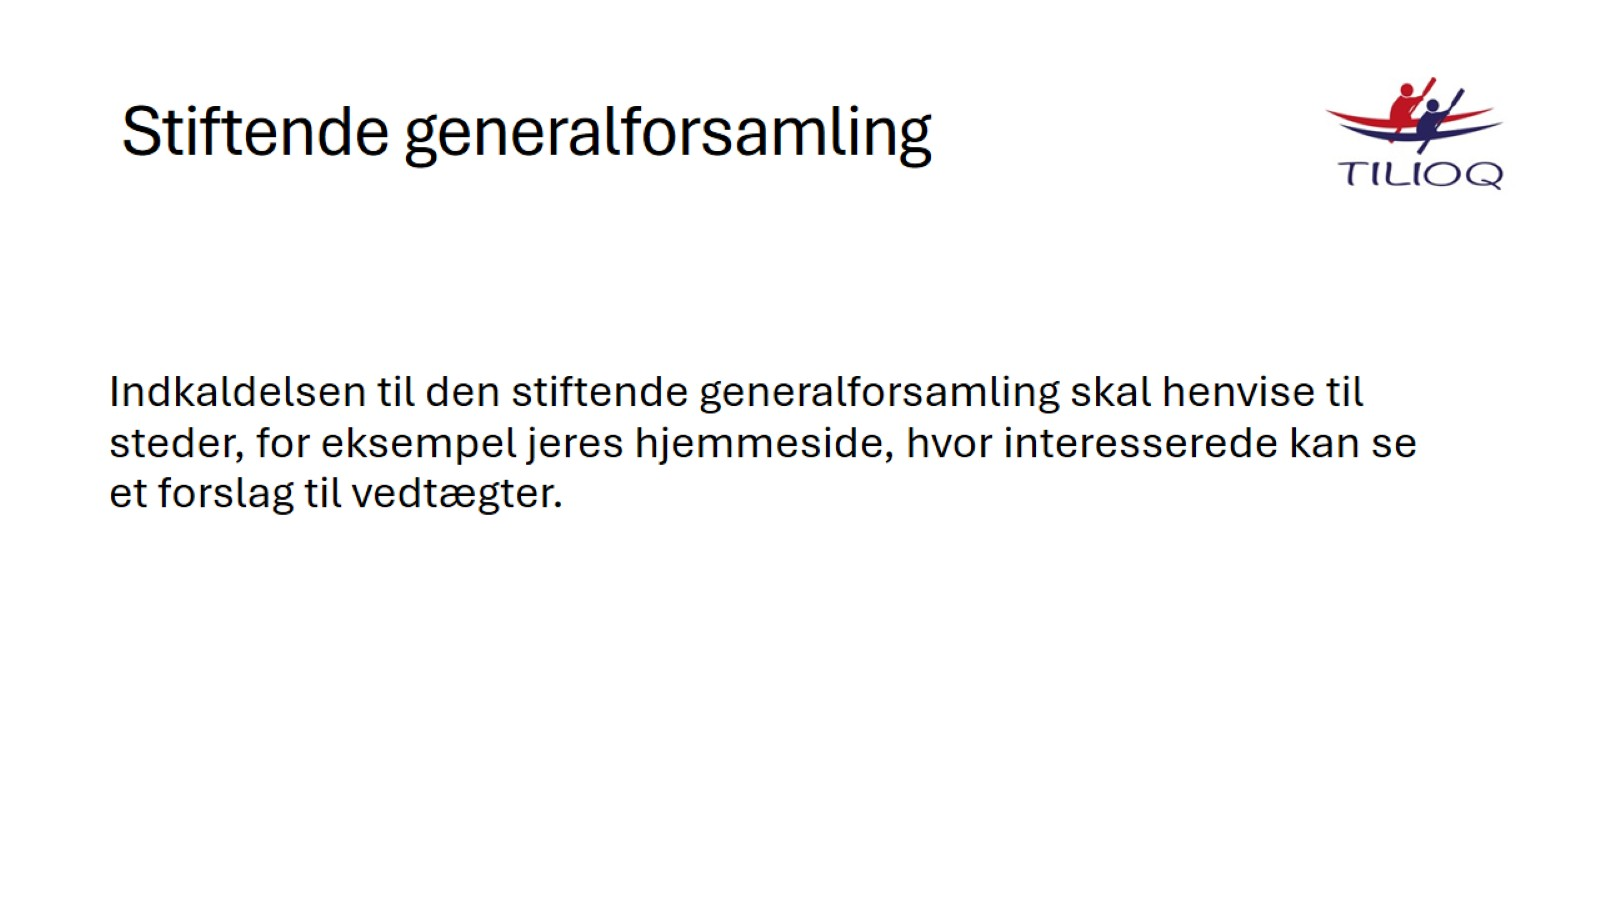 Stiftende generalforsamling
TILIOQ
Indkaldelsen til den stiftende generalforsamling skal henvise til
steder, for eksempel jeres hjemmeside, hvor interesserede kan se
et forslag til vedtægter.